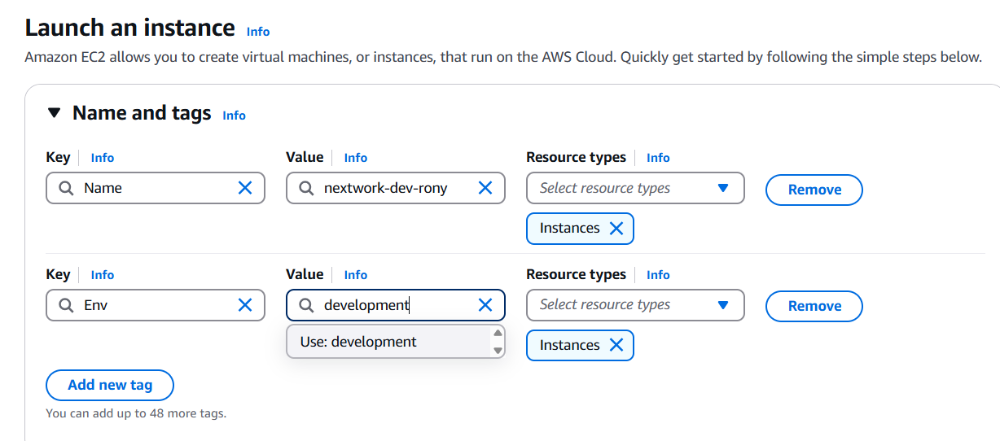 Launch an instance Info
Amazon EC2 allows you to create virtual machines, or instances, that run on the AWS Cloud. Quickly get started by following the simple steps below.
Name and tags Info
Key Info Value Info Resource types Info
Name nextwork-dev-rony Select resource types Remove
Instances
Key Info Value Info Resource types Info
Env development Select resource types Remove
Use: development Instances
Add new tag
You can add up to 48 more tags.